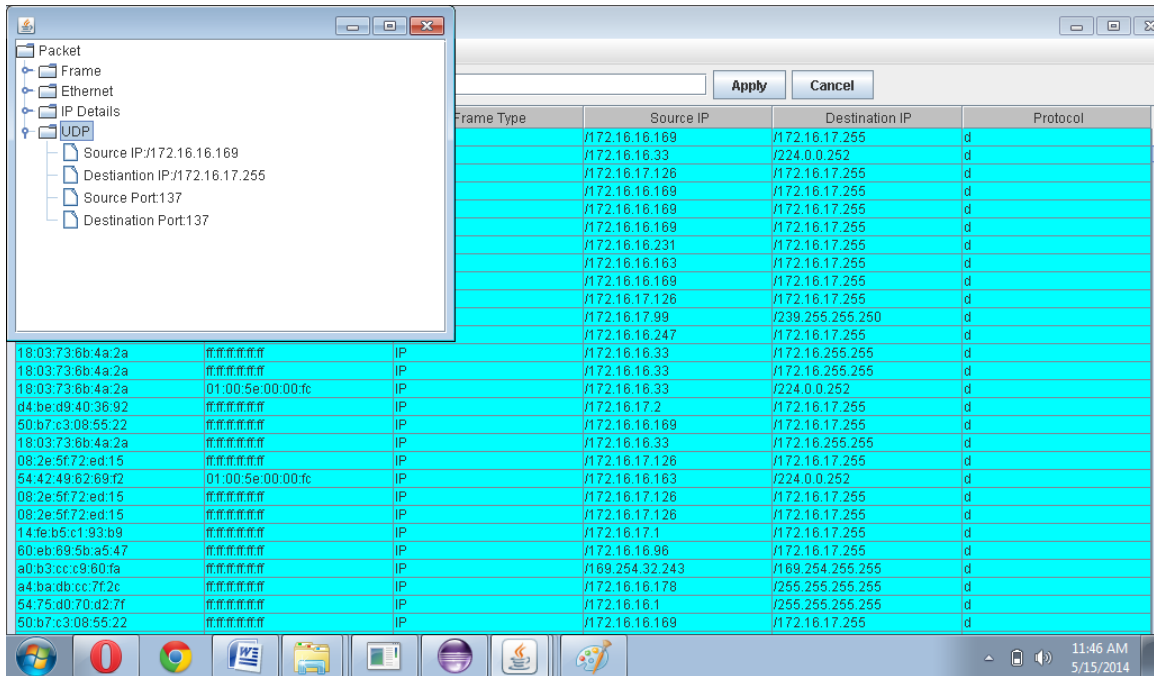 Packet
Frame
Ethernet
IP Details
UDP
Source IP:/172.16.16.169
Destiantion IP:/172.16.17.255
Source Port:137
Destination Port:137
Apply Cancel
Frame Type Source IP Destination IP Protocol
/172.16.16.169 /172.16.17.255 d
/172.16.16.33 /224.0.0.252 d
/172.16.17.126 /172.16.17.255 d
/172.16.16.169 /172.16.17.255 d
/172.16.16.169 /172.16.17.255 d
/172.16.16.169 /172.16.17.255 d
/172.16.16.231 /172.16.17.255 d
/172.16.16.163 /172.16.17.255 d
/172.16.16.169 /172.16.17.255 d
/172.16.17.126 /172.16.17.255 d
/172.16.17.99 /239.255.255.250 d
/172.16.16.247 /172.16.17.255 d
18:03:73:6b:4a:2a ff:ff:ff:ff:ff:ff IP /172.16.16.33 /172.16.255.255 d
18:03:73:6b:4a:2a ff:ff:ff:ff:ff:ff IP /172.16.16.33 /172.16.255.255 d
18:03:73:6b:4a:2a 01:00:5e:00:00:fc IP /172.16.16.33 /224.0.0.252 d
d4:be:d9:40:36:92 ff:ff:ff:ff:ff:ff IP /172.16.17.2 /172.16.17.255 d
50:b7:c3:08:55:22 ff:ff:ff:ff:ff:ff IP /172.16.16.169 /172.16.17.255 d
18:03:73:6b:4a:2a ff:ff:ff:ff:ff:ff IP /172.16.16.33 /172.16.255.255 d
08:2e:5f:72:ed:15 ff:ff:ff:ff:ff:ff IP /172.16.17.126 /172.16.17.255 d
54:42:49:62:69:f2 01:00:5e:00:00:fc IP /172.16.16.163 /224.0.0.252 d
08:2e:5f:72:ed:15 ff:ff:ff:ff:ff:ff IP /172.16.17.126 /172.16.17.255 d
08:2e:5f:72:ed:15 ff:ff:ff:ff:ff:ff IP /172.16.17.126 /172.16.17.255 d
14:fe:b5:c1:93:b9 ff:ff:ff:ff:ff:ff IP /172.16.17.1 /172.16.17.255 d
60:eb:69:5b:a5:47 ff:ff:ff:ff:ff:ff IP /172.16.16.96 /172.16.17.255 d
a0:b3:cc:c9:60:fa ff:ff:ff:ff:ff:ff IP /169.254.32.243 /169.254.255.255 d
a4:ba:db:cc:7f:2c ff:ff:ff:ff:ff:ff IP /172.16.16.178 /255.255.255.255 d
54:75:d0:70:d2:7f ff:ff:ff:ff:ff:ff IP /172.16.16.1 /255.255.255.255 d
50:b7:c3:08:55:22 ff:ff:ff:ff:ff:ff IP /172.16.16.169 /172.16.17.255 d
11:46 AM
5/15/2014